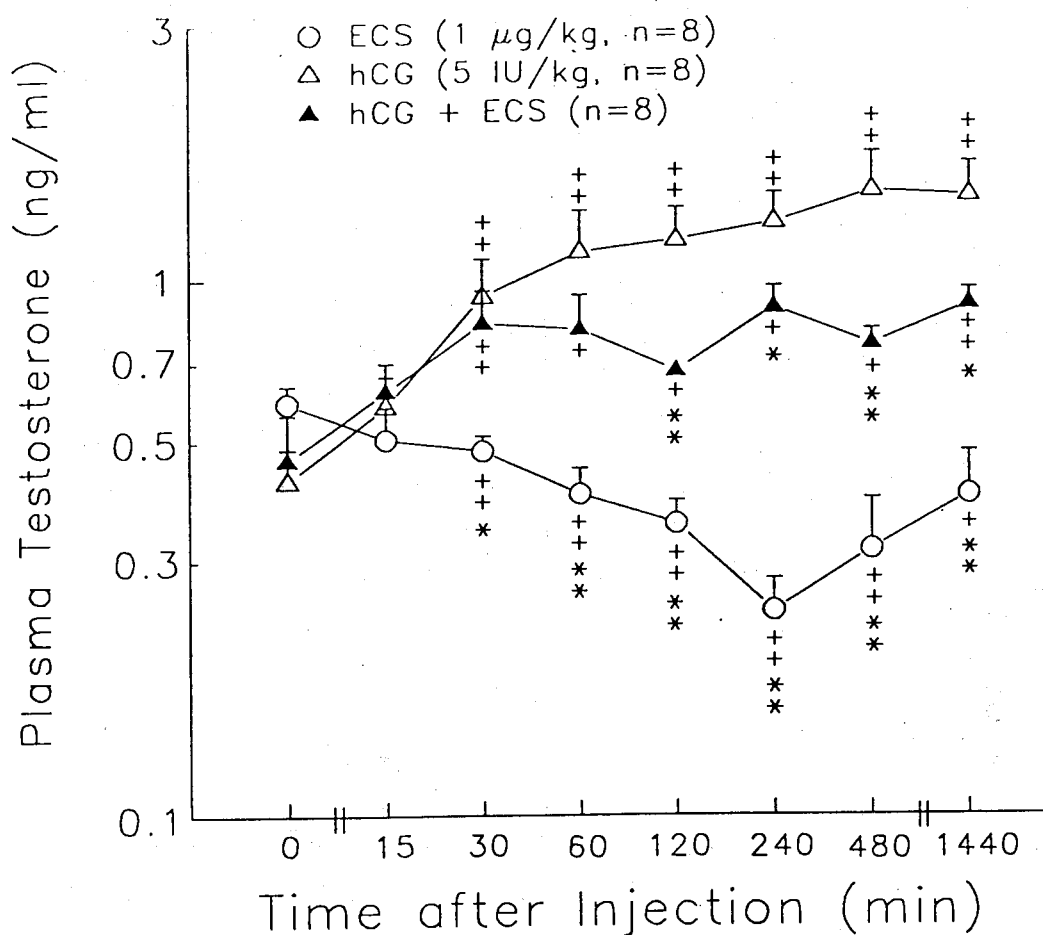 ○ ECS (1 μg/kg, n=8)
△ hCG (5 IU/kg, n=8)
▲ hCG + ECS (n=8)
Plasma Testosterone (ng/ml)
3
1
0.7
0.5
0.3
0.1
0 15 30 60 120 240 480 1440
Time after Injection (min)